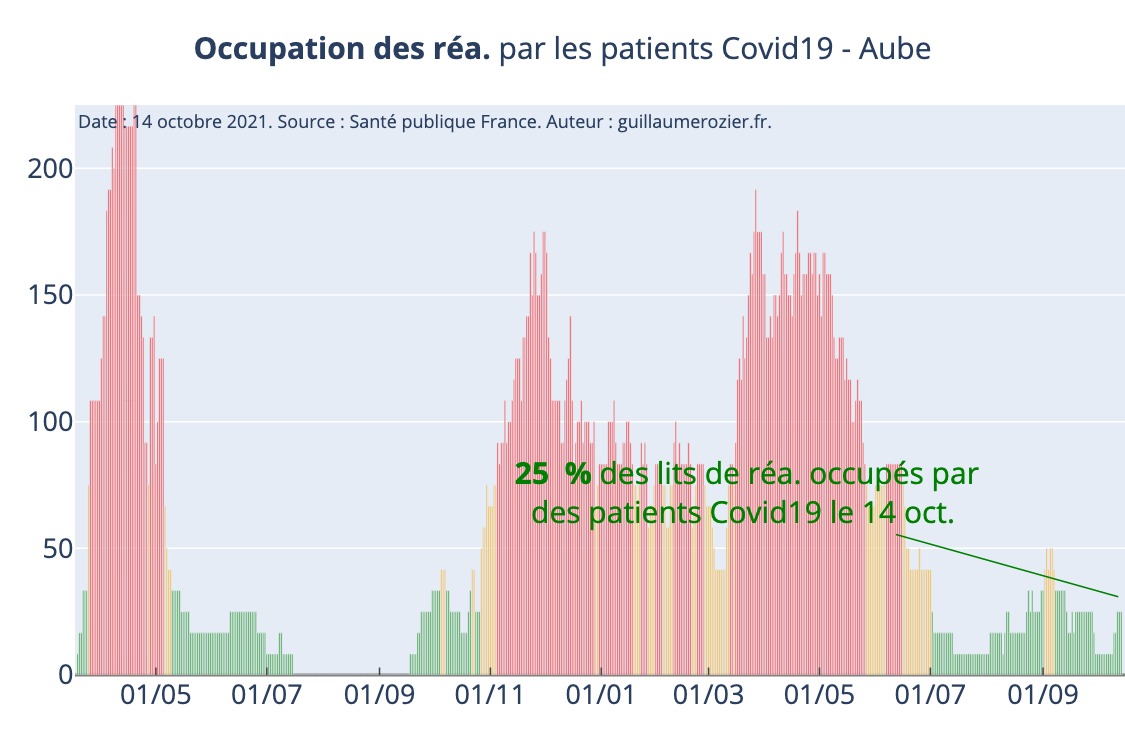 Occupation des réa. par les patients Covid19 - Aube
Date : 14 octobre 2021. Source : Santé publique France. Auteur : guillaumerozier.fr.
200
150
100
50
0
25 % des lits de réa. occupés par
des patients Covid19 le 14 oct.
01/05 01/07 01/09 01/11 01/01 01/03 01/05 01/07 01/09